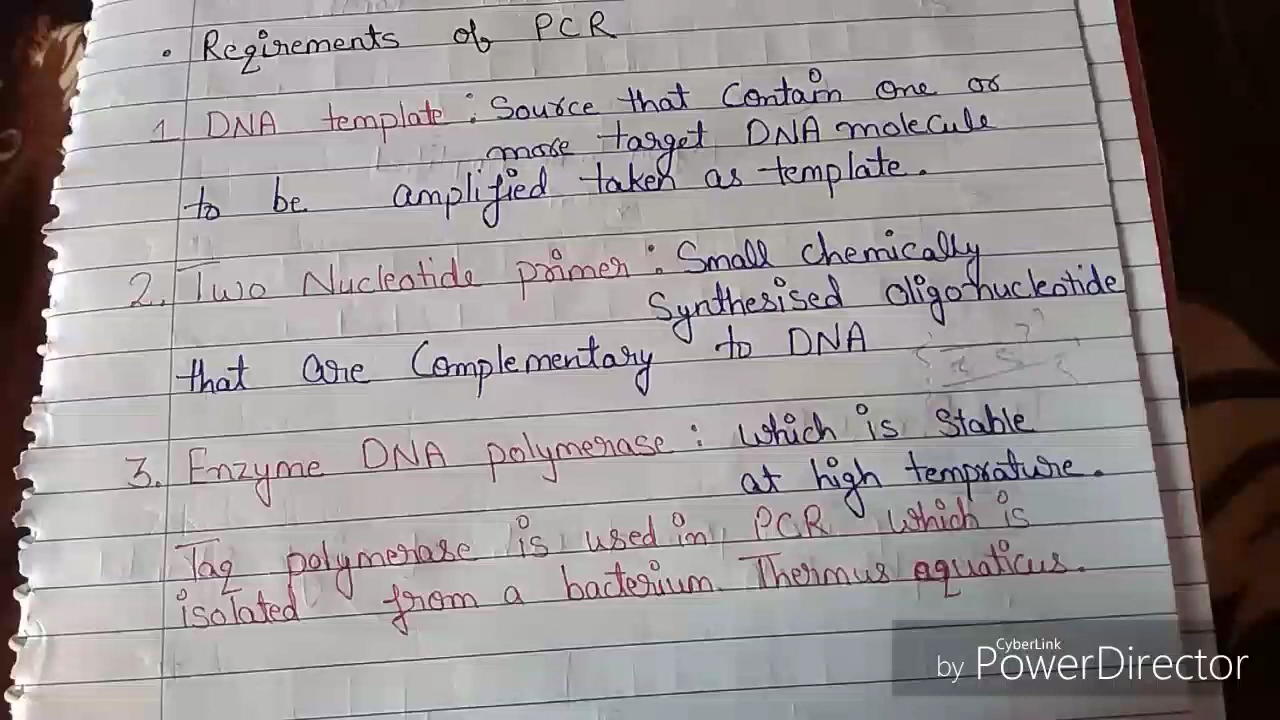 • Reqirements of PCR
1. DNA template : Source that contain one or
more target DNA molecule
to be amplified taken as template.
2. Two Nucleotide primer : Small chemically
Synthesised oligonucleotide
that are Complementary to DNA
3. Enzyme DNA polymerase : which is stable
at high temprature.
Taq polymerase is used in PCR which is
isolated from a bacterium Thermus aquaticus.
CyberLink
by PowerDirector